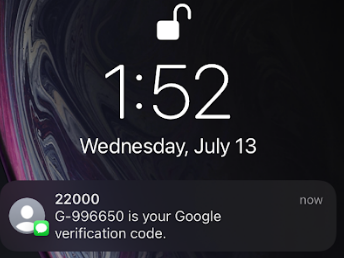 1:52
Wednesday, July 13
22000
now
G-996650 is your Google
verification code.